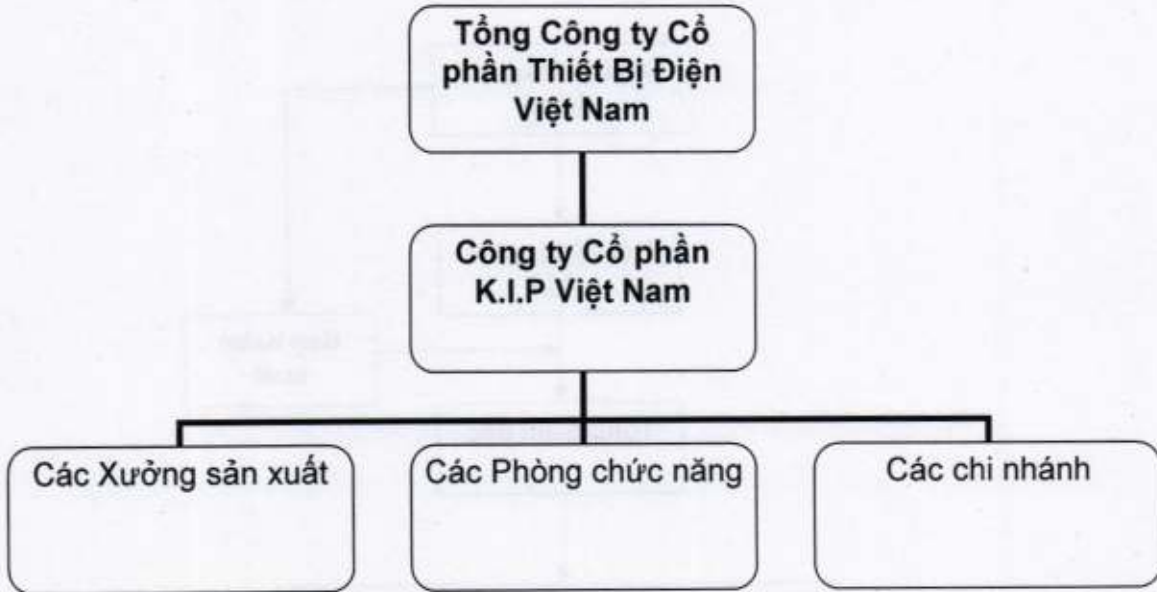 Tổng Công ty Cổ
phần Thiết Bị Điện
Việt Nam
Công ty Cổ phần
K.I.P Việt Nam
Các Xưởng sản xuất
Các Phòng chức năng
Các chi nhánh